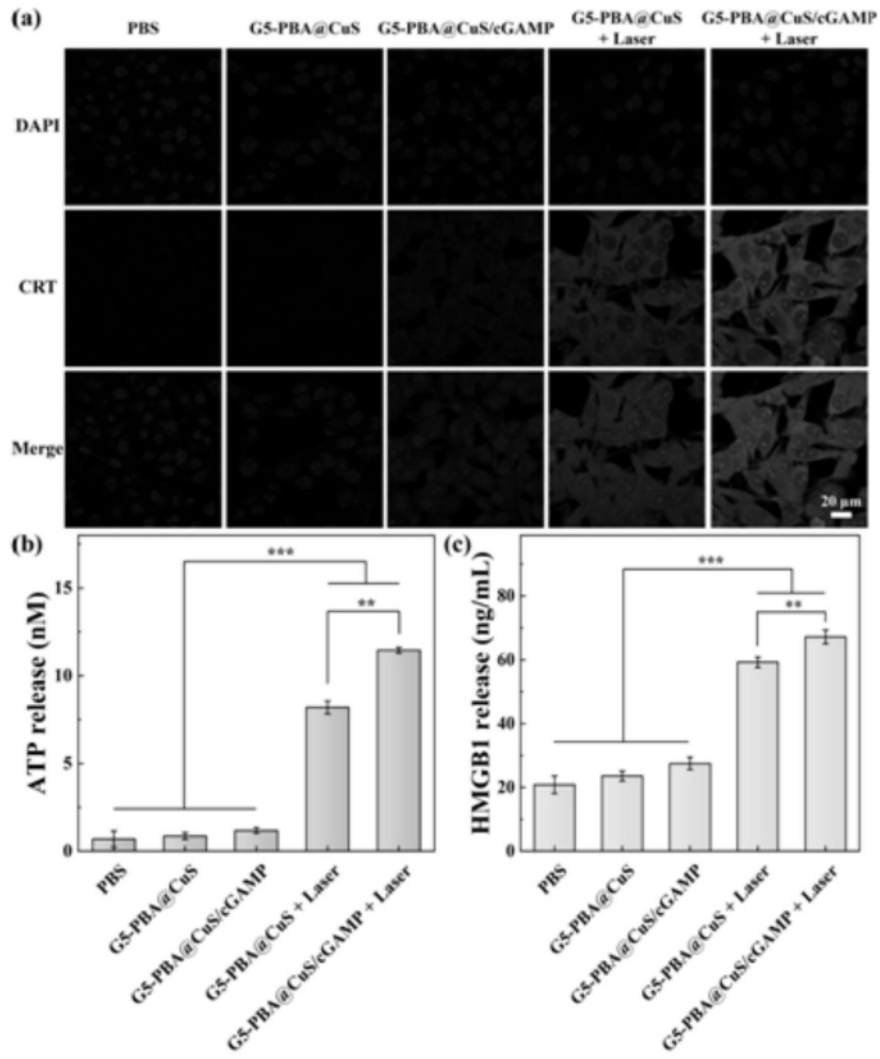 (a)
PBS
G5-PBA@CuS
G5-PBA@CuS/cGAMP
G5-PBA@CuS
+ Laser
G5-PBA@CuS/cGAMP
+ Laser
DAPI
CRT
Merge
20 μm
(b)
ATP release (nM)
15
10
5
0
***
**
PBS
G5-PBA@CuS
G5-PBA@CuS/cGAMP
G5-PBA@CuS + Laser
G5-PBA@CuS/cGAMP + Laser
(c)
HMGB1 release (ng/mL)
80
60
40
20
0
***
**
PBS
G5-PBA@CuS
G5-PBA@CuS/cGAMP
G5-PBA@CuS + Laser
G5-PBA@CuS/cGAMP + Laser